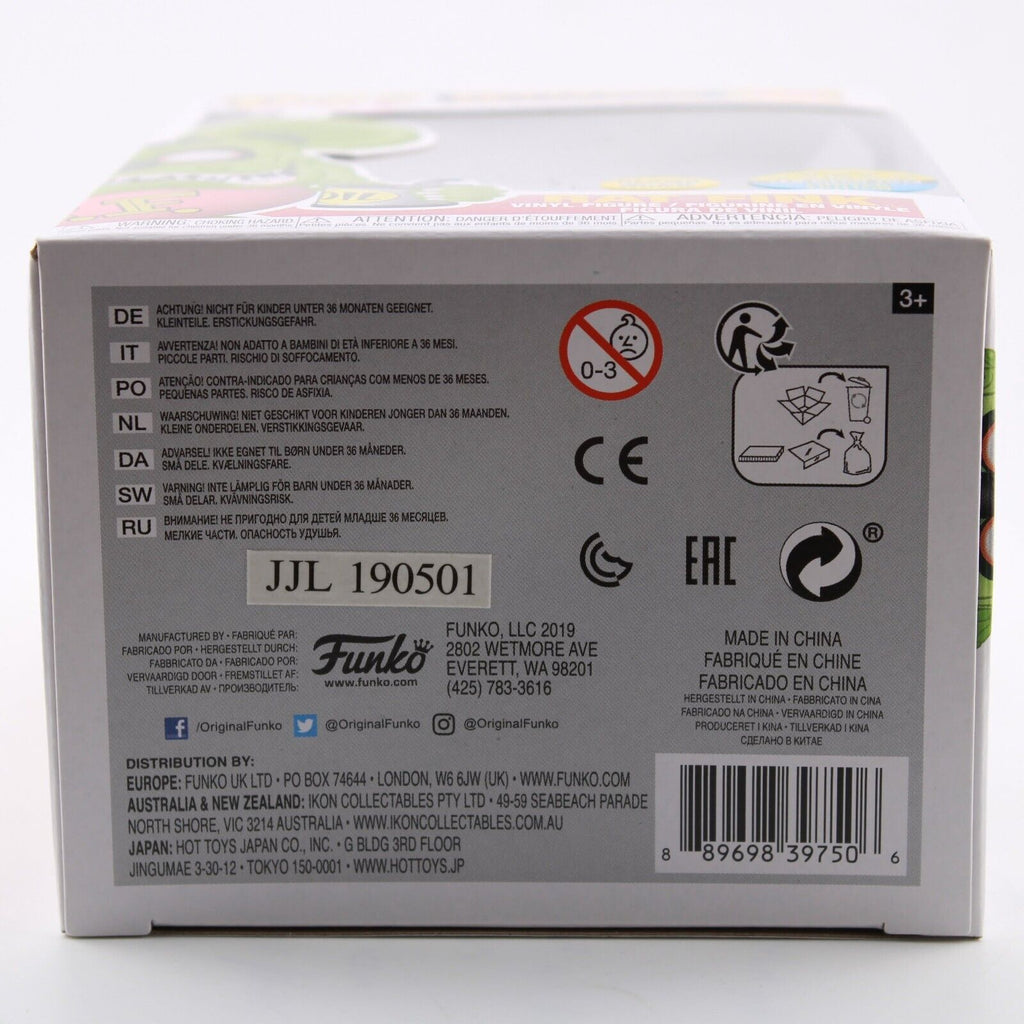 WARNING: CHOKING HAZARD
ATTENTION: DANGER D'ÉTOUFFEMENT
ADVERTENCIA: PELIGRO DE ASFIXIA
VINYL FIGURE / FIGURINE EN VINYLE
FIGURA DE VINILO
3+
DE ACHTUNG! NICHT FÜR KINDER UNTER 36 MONATEN GEEIGNET.
KLEINTEILE. ERSTICKUNGSGEFAHR.
IT AVVERTENZA! NON ADATTO A BAMBINI DI ETÀ INFERIORE A 36 MESI.
PICCOLE PARTI. RISCHIO DI SOFFOCAMENTO.
PO ATENÇÃO! CONTRA-INDICADO PARA CRIANÇAS COM MENOS DE 36 MESES.
PEQUENAS PARTES. RISCO DE ASFIXIA.
NL WAARSCHUWING! NIET GESCHIKT VOOR KINDEREN JONGER DAN 36 MAANDEN.
KLEINE ONDERDELEN. VERSTIKKINGSGEVAAR.
DA ADVARSEL! IKKE EGNET TIL BØRN UNDER 36 MÅNEDER.
SMÅ DELE. KVÆLNINGSFARE.
SW VARNING! INTE LÄMPLIG FÖR BARN UNDER 36 MÅNADER.
SMÅ DELAR. KVÄVNINGSRISK.
RU ВНИМАНИЕ! НЕ ПРИГОДНО ДЛЯ ДЕТЕЙ МЛАДШЕ 36 МЕСЯЦЕВ.
МЕЛКИЕ ЧАСТИ. ОПАСНОСТЬ УДУШЬЯ.
0-3
CE
EAC
®
JJL 190501
MANUFACTURED BY • FABRIQUÉ PAR:
FABRICADO POR • HERGESTELLT DURCH:
FABBRICATO DA • FABRICADO POR:
VERVAARDIGD DOOR • FREMSTILLET AF:
TILLVERKAD AV • ПРОИЗВОДИТЕЛЬ:
Funko
www.funko.com
FUNKO, LLC 2019
2802 WETMORE AVE
EVERETT, WA 98201
(425) 783-3616
/OriginalFunko @OriginalFunko @OriginalFunko
MADE IN CHINA
FABRIQUÉ EN CHINE
FABRICADO EN CHINA
HERGESTELLT IN CHINA • FABBRICATO IN CINA
FABRICADO NA CHINA • VERVAARDIGD IN CHINA
PRODUCERET I KINA • TILLVERKAD I KINA
СДЕЛАНО В КИТАЕ
DISTRIBUTION BY:
EUROPE: FUNKO UK LTD • PO BOX 74644 • LONDON, W6 6JW (UK) • WWW.FUNKO.COM
AUSTRALIA & NEW ZEALAND: IKON COLLECTABLES PTY LTD • 49-59 SEABEACH PARADE
NORTH SHORE, VIC 3214 AUSTRALIA • WWW.IKONCOLLECTABLES.COM.AU
JAPAN: HOT TOYS JAPAN CO., INC. • G BLDG 3RD FLOOR
JINGUMAE 3-30-12 • TOKYO 150-0001 • WWW.HOTTOYS.JP
8 89698 39750 6